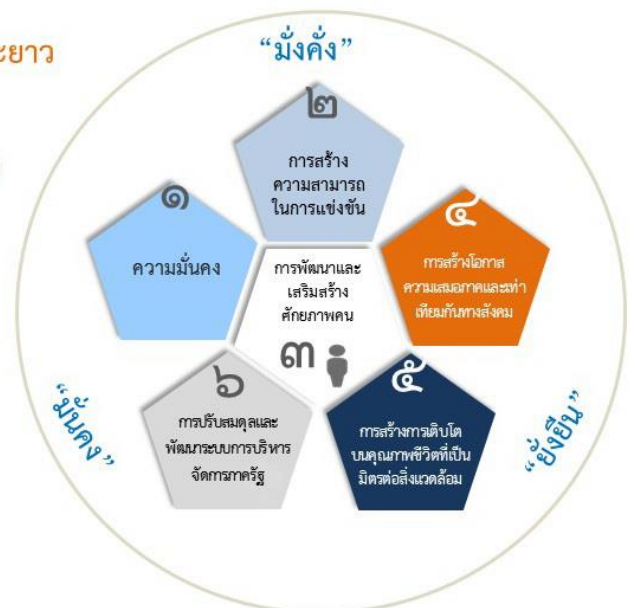 ะยาว
“มั่งคั่ง”
๒
การสร้าง
ความสามารถ
ในการแข่งขัน
๑
ความมั่นคง
๔
การสร้างโอกาส
ความเสมอภาคและเท่า
เทียมกันทางสังคม
การพัฒนาและ
เสริมสร้าง
ศักยภาพคน
๓
๖
การปรับสมดุลและ
พัฒนาระบบการบริหาร
จัดการภาครัฐ
๕
การสร้างการเติบโต
บนคุณภาพชีวิตที่เป็น
มิตรต่อสิ่งแวดล้อม
“มั่นคง”
“ยั่งยืน”